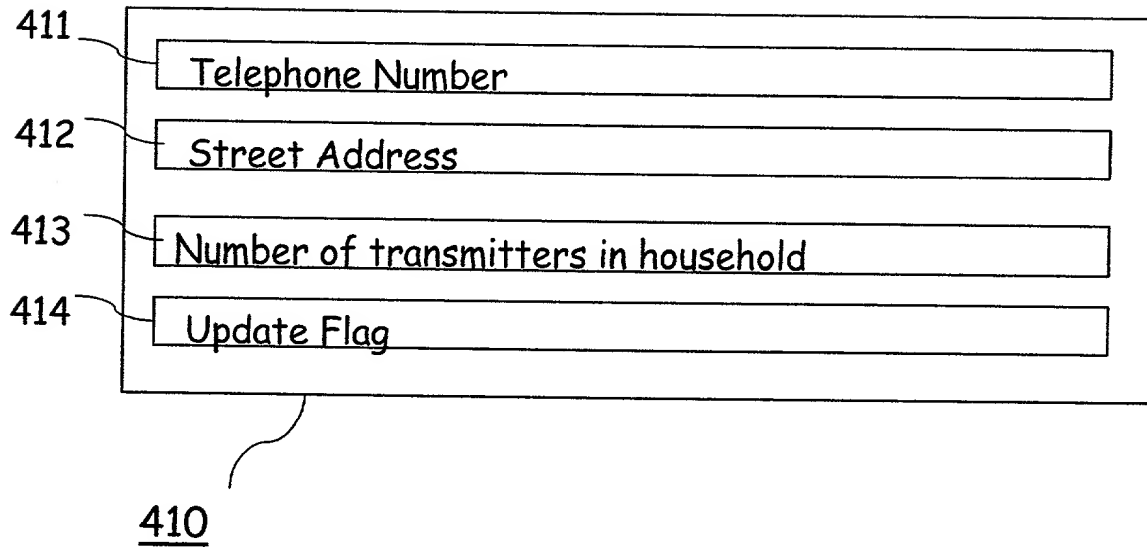 411
Telephone Number
412
Street Address
413
Number of transmitters in household
414
Update Flag
410